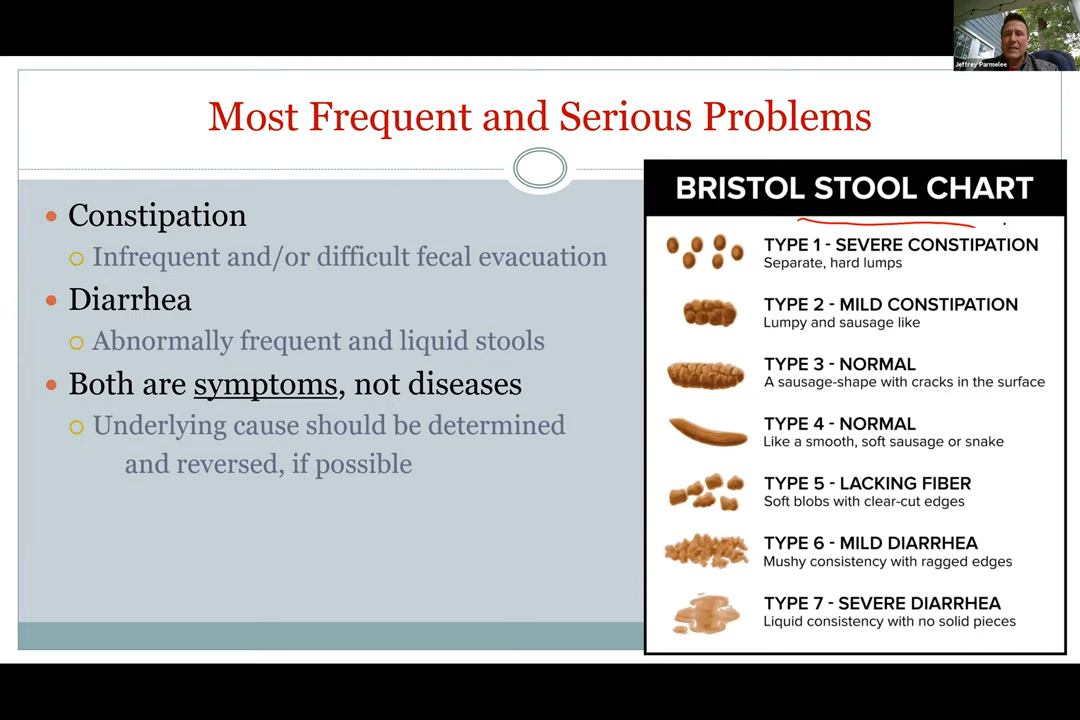 Jeffrey Parmelee
Most Frequent and Serious Problems
Constipation
Infrequent and/or difficult fecal evacuation
Diarrhea
Abnormally frequent and liquid stools
Both are symptoms, not diseases
Underlying cause should be determined
and reversed, if possible
BRISTOL STOOL CHART
TYPE 1 - SEVERE CONSTIPATION
Separate, hard lumps
TYPE 2 - MILD CONSTIPATION
Lumpy and sausage like
TYPE 3 - NORMAL
A sausage-shape with cracks in the surface
TYPE 4 - NORMAL
Like a smooth, soft sausage or snake
TYPE 5 - LACKING FIBER
Soft blobs with clear-cut edges
TYPE 6 - MILD DIARRHEA
Mushy consistency with ragged edges
TYPE 7 - SEVERE DIARRHEA
Liquid consistency with no solid pieces